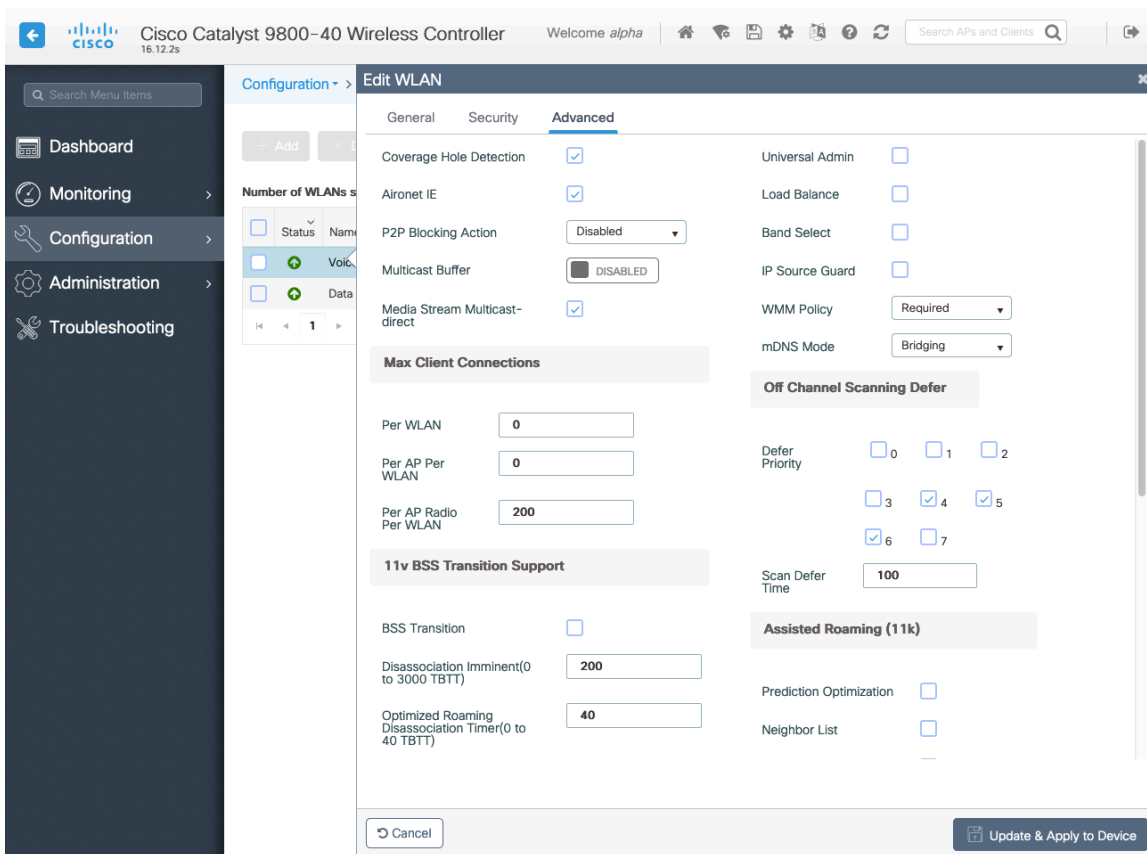 CISCO
Cisco Catalyst 9800-40 Wireless Controller
16.12.2s
Welcome alpha
Search APs and Clients
Search Menu Items
Dashboard
Monitoring
Configuration
Administration
Troubleshooting
Configuration
Add
Number of WLANs s
Status
Name
Voic
Data
1
Edit WLAN
General
Security
Advanced
Coverage Hole Detection
Aironet IE
P2P Blocking Action
Disabled
Multicast Buffer
DISABLED
Media Stream Multicast-
direct
Max Client Connections
Per WLAN
0
Per AP Per
WLAN
0
Per AP Radio
Per WLAN
200
11v BSS Transition Support
BSS Transition
Disassociation Imminent(0
to 3000 TBTT)
200
Optimized Roaming
Disassociation Timer(0 to
40 TBTT)
40
Universal Admin
Load Balance
Band Select
IP Source Guard
WMM Policy
Required
mDNS Mode
Bridging
Off Channel Scanning Defer
Defer
Priority
0 1 2
3 4 5
6 7
Scan Defer
Time
100
Assisted Roaming (11k)
Prediction Optimization
Neighbor List
Cancel
Update & Apply to Device